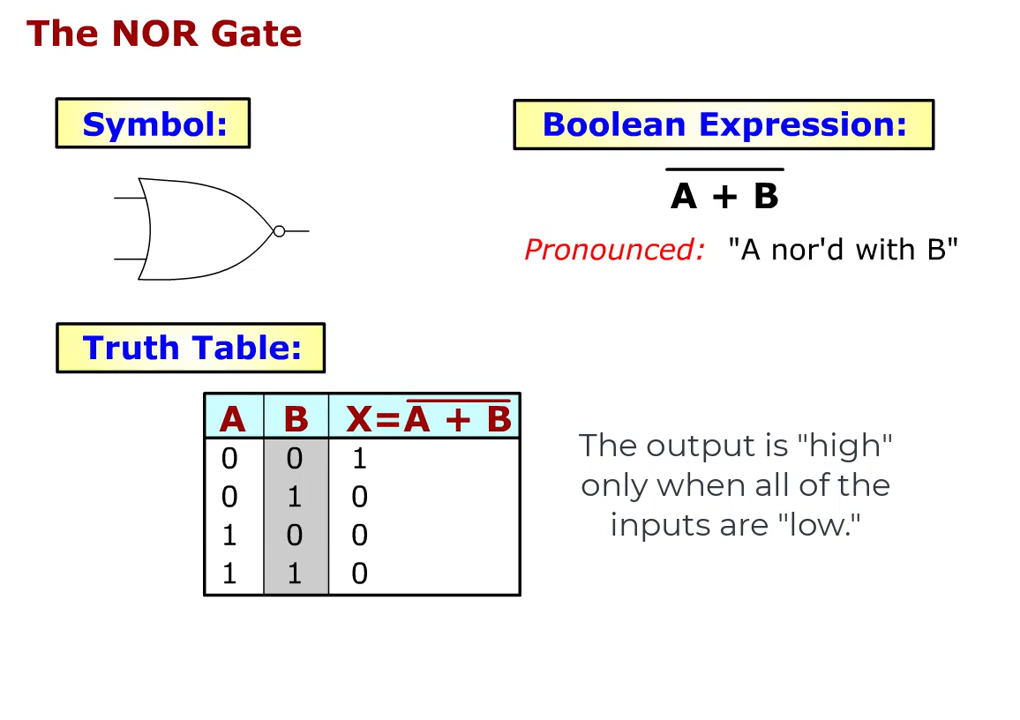 The NOR Gate
Symbol:
Boolean Expression:
A + B
Pronounced: "A nor'd with B"
Truth Table:
A B X=A + B
0 0 1
0 1 0
1 0 0
1 1 0
The output is "high"
only when all of the
inputs are "low."